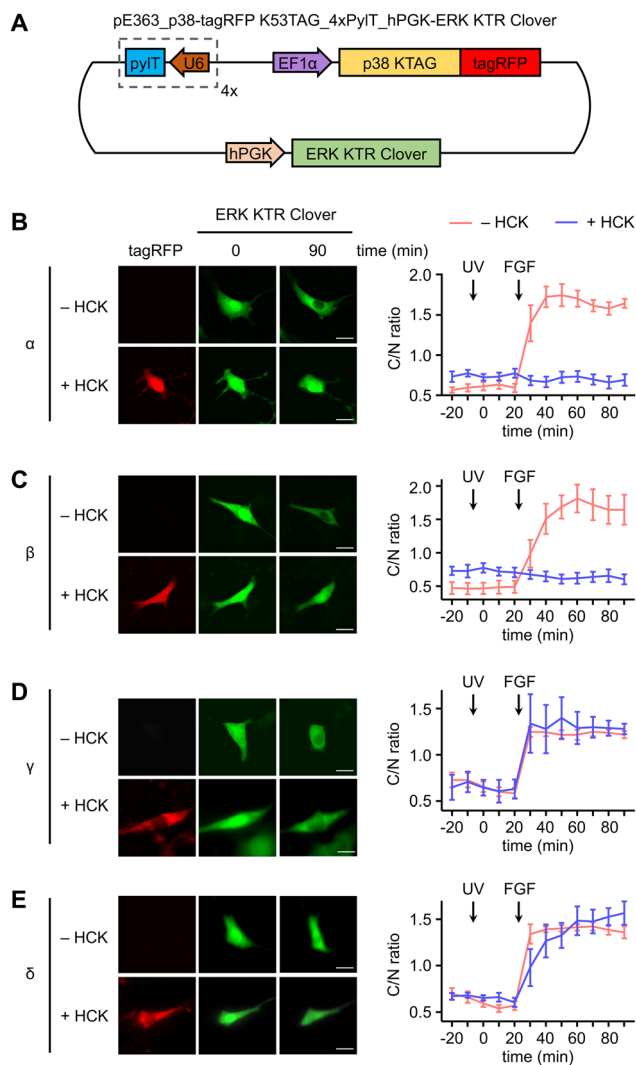 A
pE363_p38-tagRFP K53TAG_4xPylT_hPGK-ERK KTR Clover
pylT
U6
4x
EF1α
p38 KTAG
tagRFP
hPGK
ERK KTR Clover
B
ERK KTR Clover
tagRFP
0
90
time (min)
– HCK
+ HCK
α
– HCK
+ HCK
UV
FGF
2.0
1.5
1.0
0.5
C/N ratio
-20
0
20
40
60
80
time (min)
C
β
– HCK
+ HCK
UV
FGF
2.0
1.5
1.0
0.5
C/N ratio
-20
0
20
40
60
80
time (min)
D
γ
– HCK
+ HCK
UV
FGF
1.5
1.0
0.5
C/N ratio
-20
0
20
40
60
80
time (min)
E
δ
– HCK
+ HCK
UV
FGF
1.5
1.0
0.5
C/N ratio
-20
0
20
40
60
80
time (min)